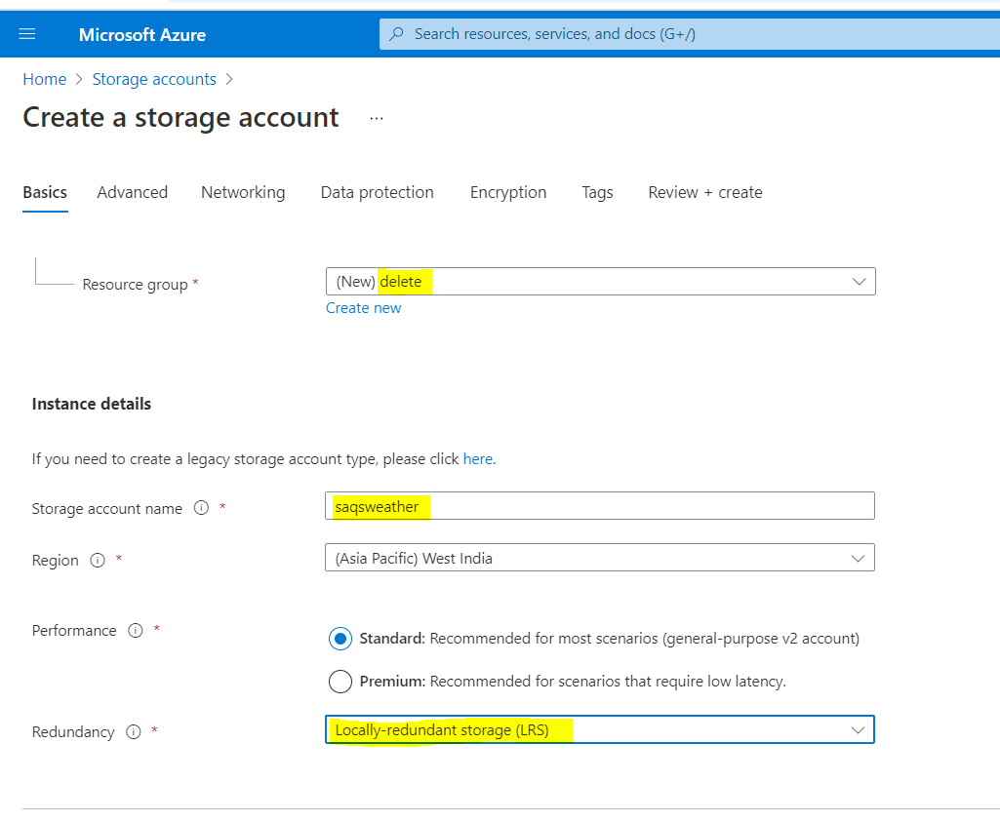 Microsoft Azure
Search resources, services, and docs (G+/)
Home > Storage accounts >
Create a storage account ...
Basics Advanced Networking Data protection Encryption Tags Review + create
Resource group * (New) delete
Create new
Instance details
If you need to create a legacy storage account type, please click here.
Storage account name * saqsweather
Region * (Asia Pacific) West India
Performance * Standard: Recommended for most scenarios (general-purpose v2 account)
Premium: Recommended for scenarios that require low latency.
Redundancy * Locally-redundant storage (LRS)